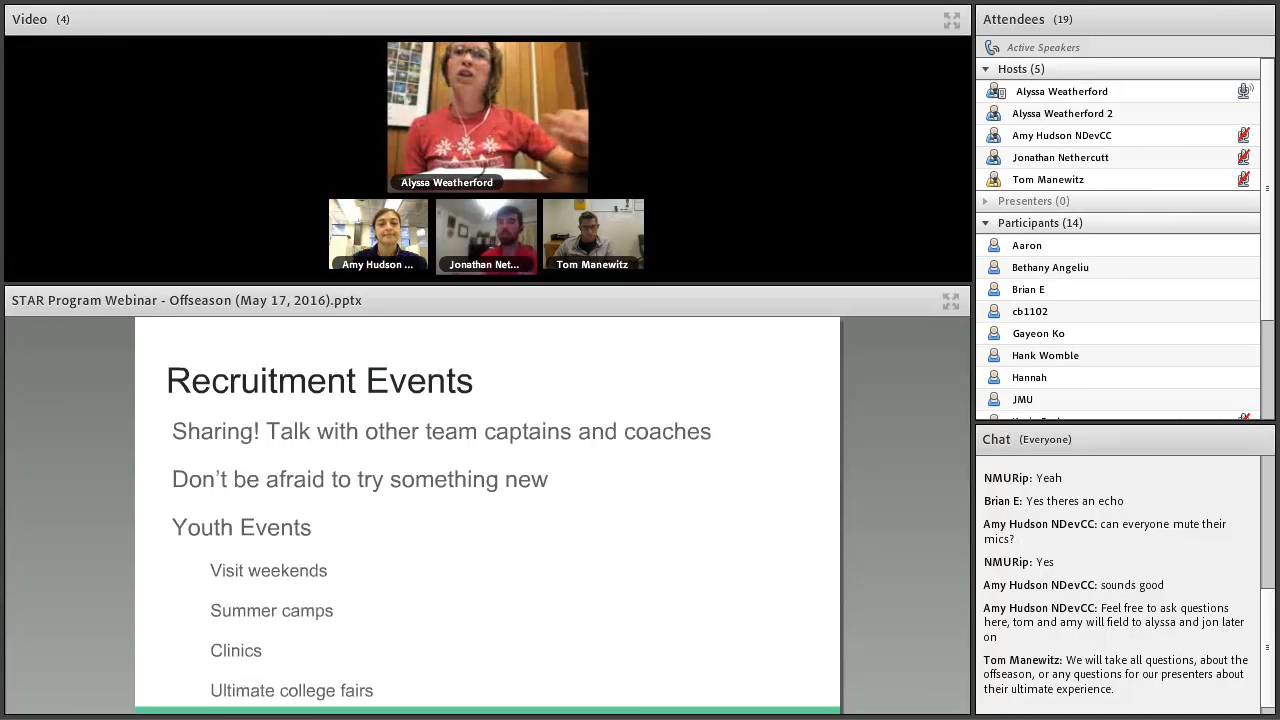 Video (4)
Alyssa Weatherford
Amy Hudson ...
Jonathan Net...
Tom Manewitz
STAR Program Webinar - Offseason (May 17, 2016).pptx
Recruitment Events
Sharing! Talk with other team captains and coaches
Don’t be afraid to try something new
Youth Events
Visit weekends
Summer camps
Clinics
Ultimate college fairs
Attendees (19)
Active Speakers
Hosts (5)
Alyssa Weatherford
Alyssa Weatherford 2
Amy Hudson NDevCC
Jonathan Nethercutt
Tom Manewitz
Presenters (0)
Participants (14)
Aaron
Bethany Angeliu
Brian E
cb1102
Gayeon Ko
Hank Womble
Hannah
JMU
Chat (Everyone)
NMURip: Yeah
Brian E: Yes theres an echo
Amy Hudson NDevCC: can everyone mute their
mics?
NMURip: Yes
Amy Hudson NDevCC: sounds good
Amy Hudson NDevCC: Feel free to ask questions
here, tom and amy will field to alyssa and jon later
on
Tom Manewitz: We will take all questions, about the
offseason, or any questions for our presenters about
their ultimate experience.